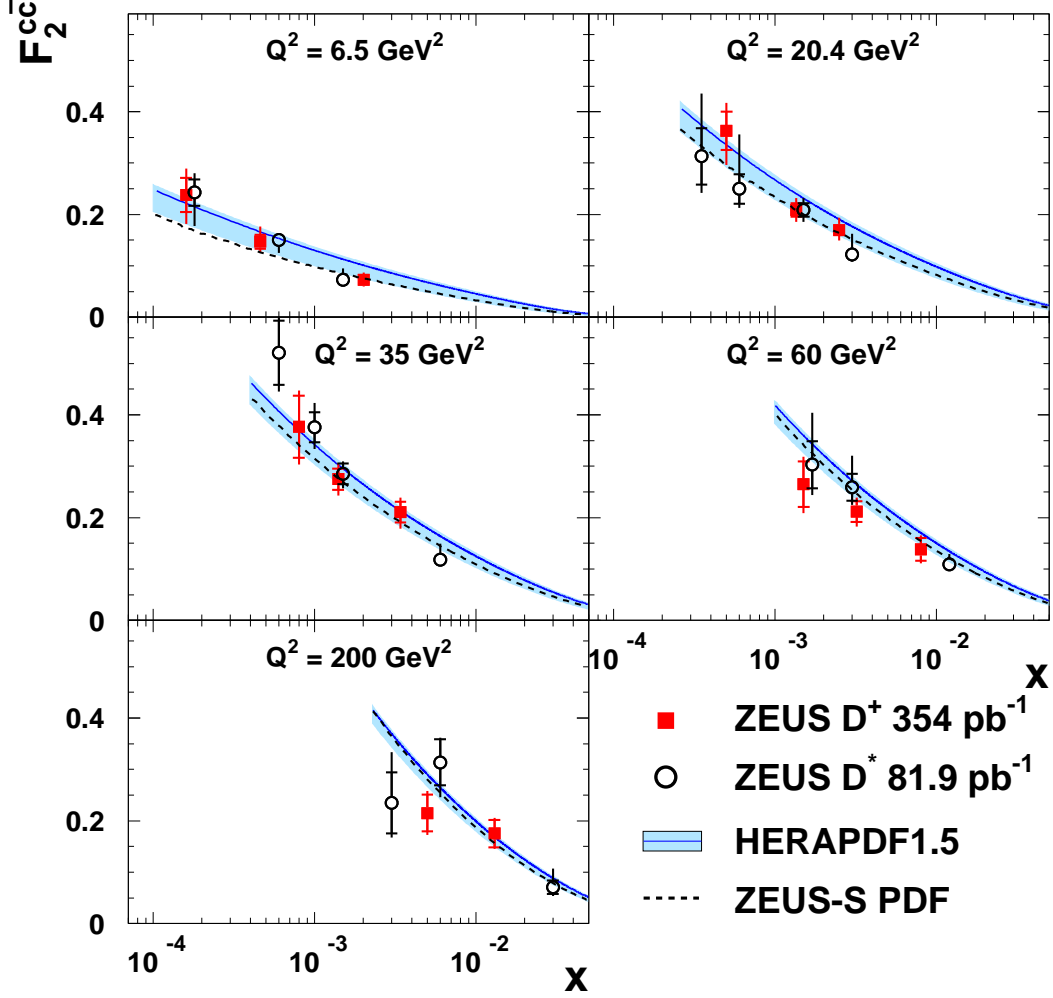 F₂^cc̄
Q² = 6.5 GeV²
Q² = 20.4 GeV²
0.4
0.2
0
Q² = 35 GeV²
Q² = 60 GeV²
0.4
0.2
0
10⁻⁴ 10⁻³ 10⁻²
x
Q² = 200 GeV²
0.4
0.2
0
10⁻⁴ 10⁻³ 10⁻²
x
ZEUS D⁺ 354 pb⁻¹
ZEUS D* 81.9 pb⁻¹
HERAPDF1.5
ZEUS-S PDF